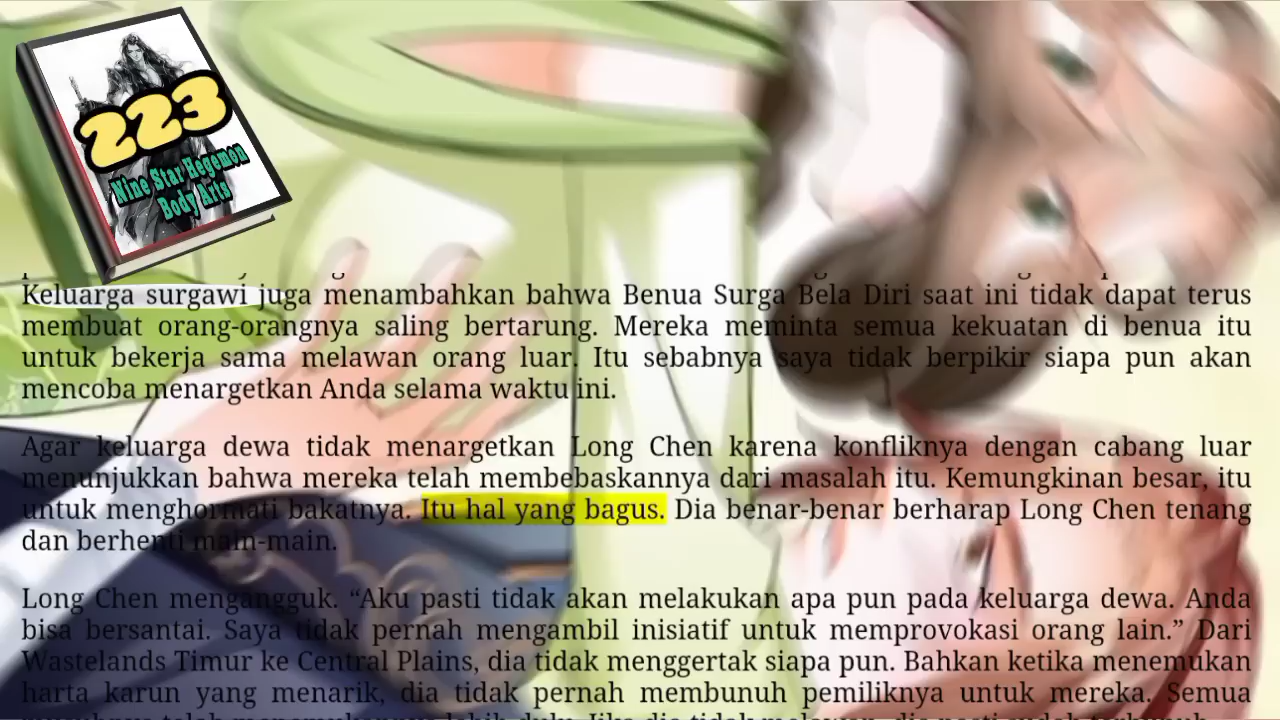 223
Nine Star Hegemon
Body Arts
Keluarga surgawi juga menambahkan bahwa Benua Surga Bela Diri saat ini tidak dapat terus
membuat orang-orangnya saling bertarung. Mereka meminta semua kekuatan di benua itu
untuk bekerja sama melawan orang luar. Itu sebabnya saya tidak berpikir siapa pun akan
mencoba menargetkan Anda selama waktu ini.
Agar keluarga dewa tidak menargetkan Long Chen karena konfliknya dengan cabang luar
menunjukkan bahwa mereka telah membebaskannya dari masalah itu. Kemungkinan besar, itu
untuk menghormati bakatnya. Itu hal yang bagus. Dia benar-benar berharap Long Chen tenang
dan berhenti main-main.
Long Chen mengangguk. “Aku pasti tidak akan melakukan apa pun pada keluarga dewa. Anda
bisa bersantai. Saya tidak pernah mengambil inisiatif untuk memprovokasi orang lain.” Dari
Wastelands Timur ke Central Plains, dia tidak menggertak siapa pun. Bahkan ketika menemukan
harta karun yang menarik, dia tidak pernah membunuh pemiliknya untuk mereka. Semua